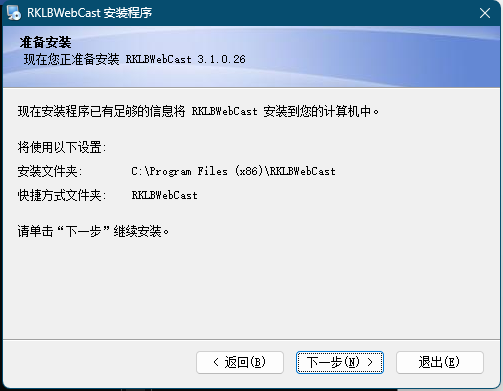 RKLBWebCast 安装程序
准备安装
现在您正准备安装 RKLBWebCast 3.1.0.26
现在安装程序已有足够的信息将 RKLBWebCast 安装到您的计算机中。
将使用以下设置:
安装文件夹: C:\Program Files (x86)\RKLBWebCast
快捷方式文件夹: RKLBWebCast
请单击“下一步”继续安装。
< 返回(B) 下一步(N) > 退出(E)